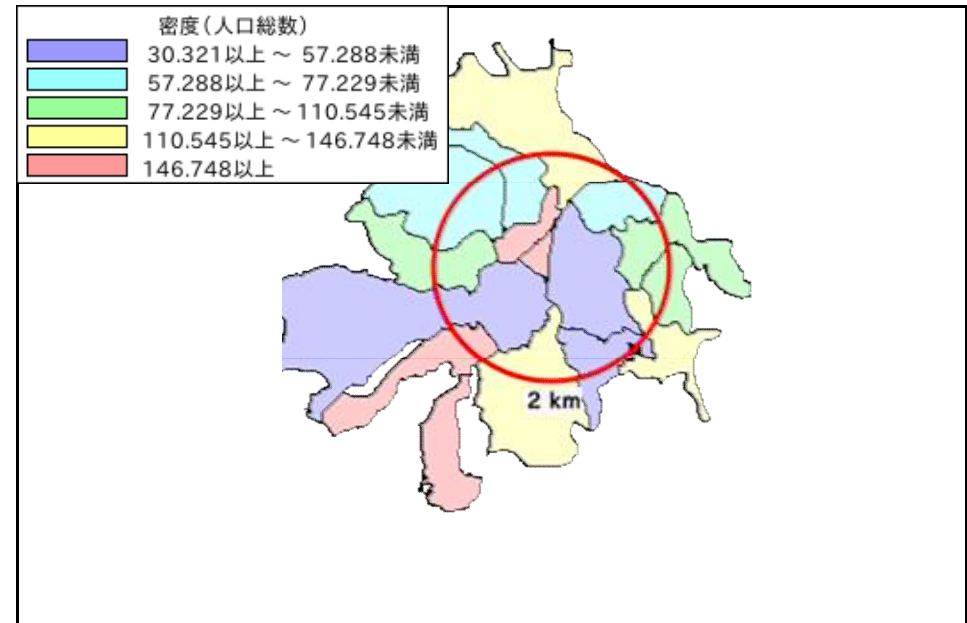 密度(人口総数)
30.321以上 ～ 57.288未満
57.288以上 ～ 77.229未満
77.229以上 ～ 110.545未満
110.545以上 ～ 146.748未満
146.748以上
2 km